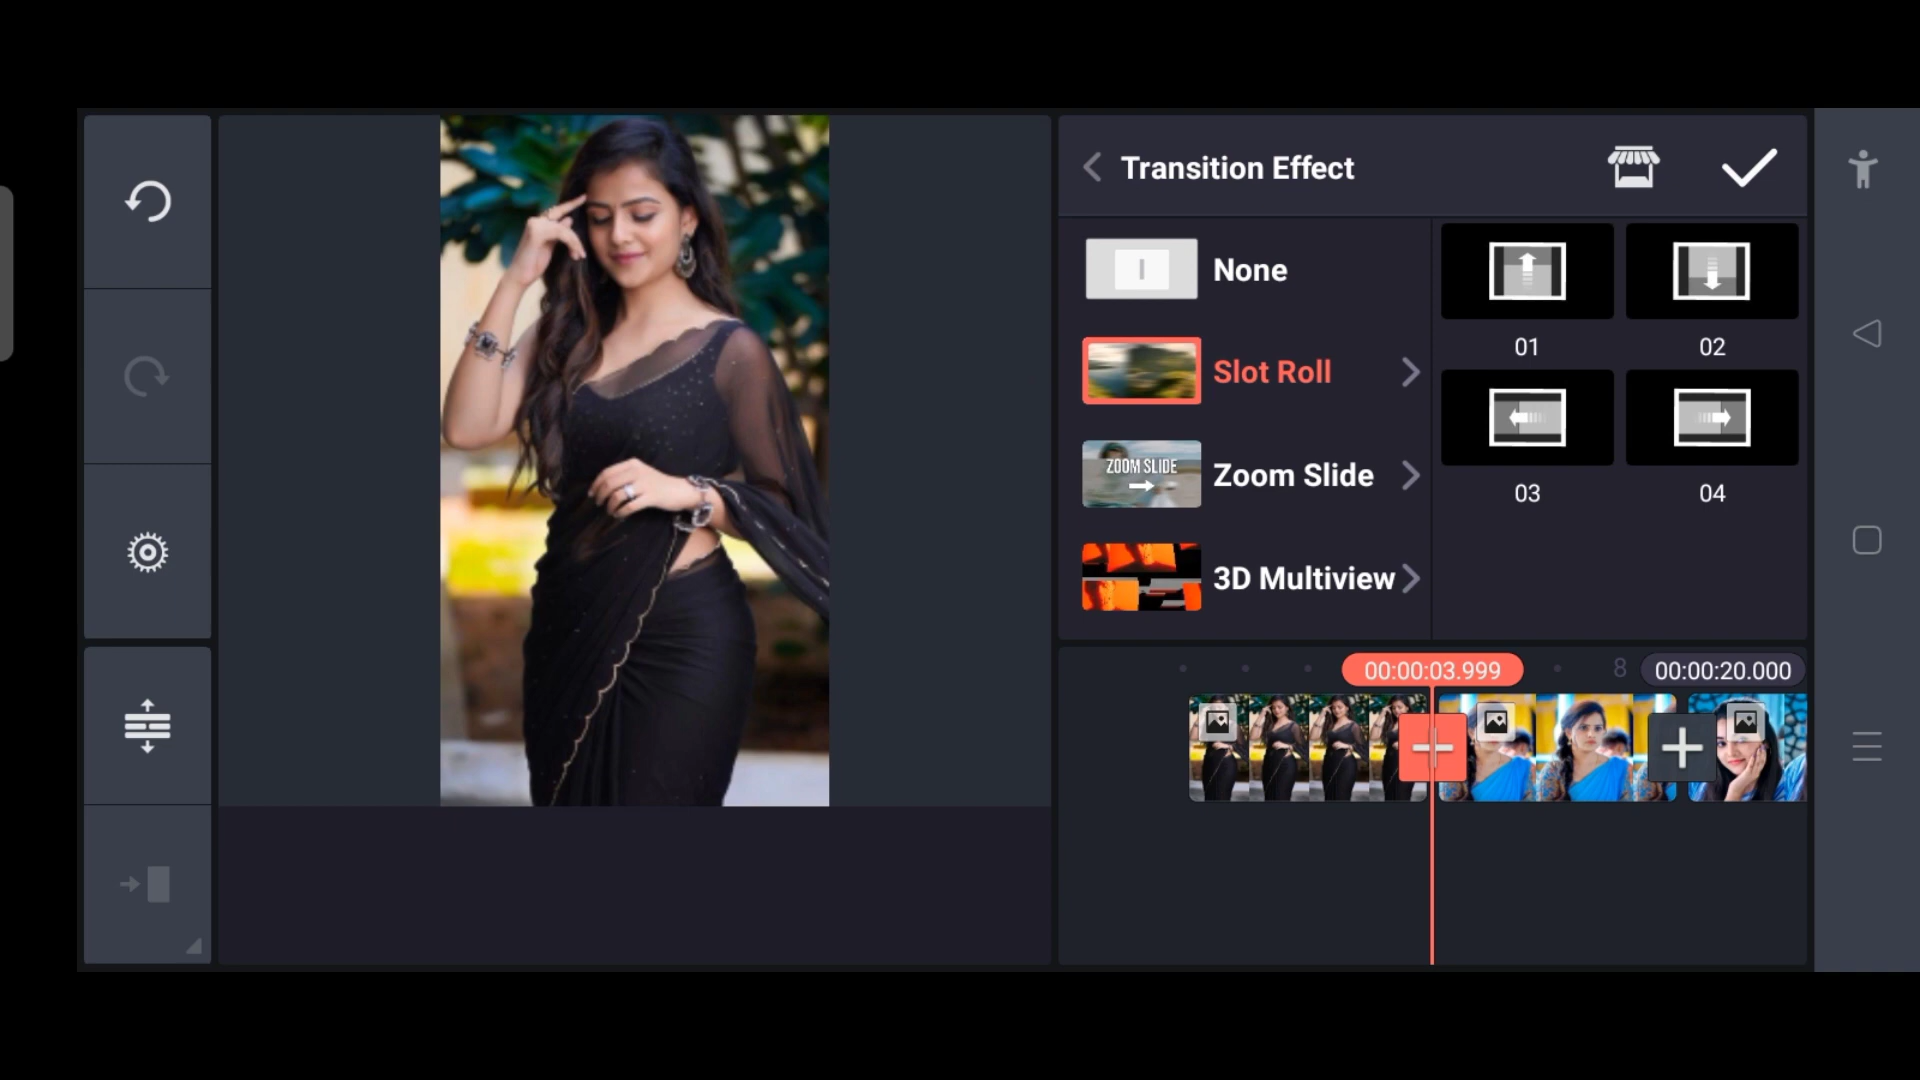 Transition Effect
None
Slot Roll
ZOOM SLIDE
Zoom Slide
3D Multiview
01
02
03
04
00:00:03.999
8
00:00:20.000